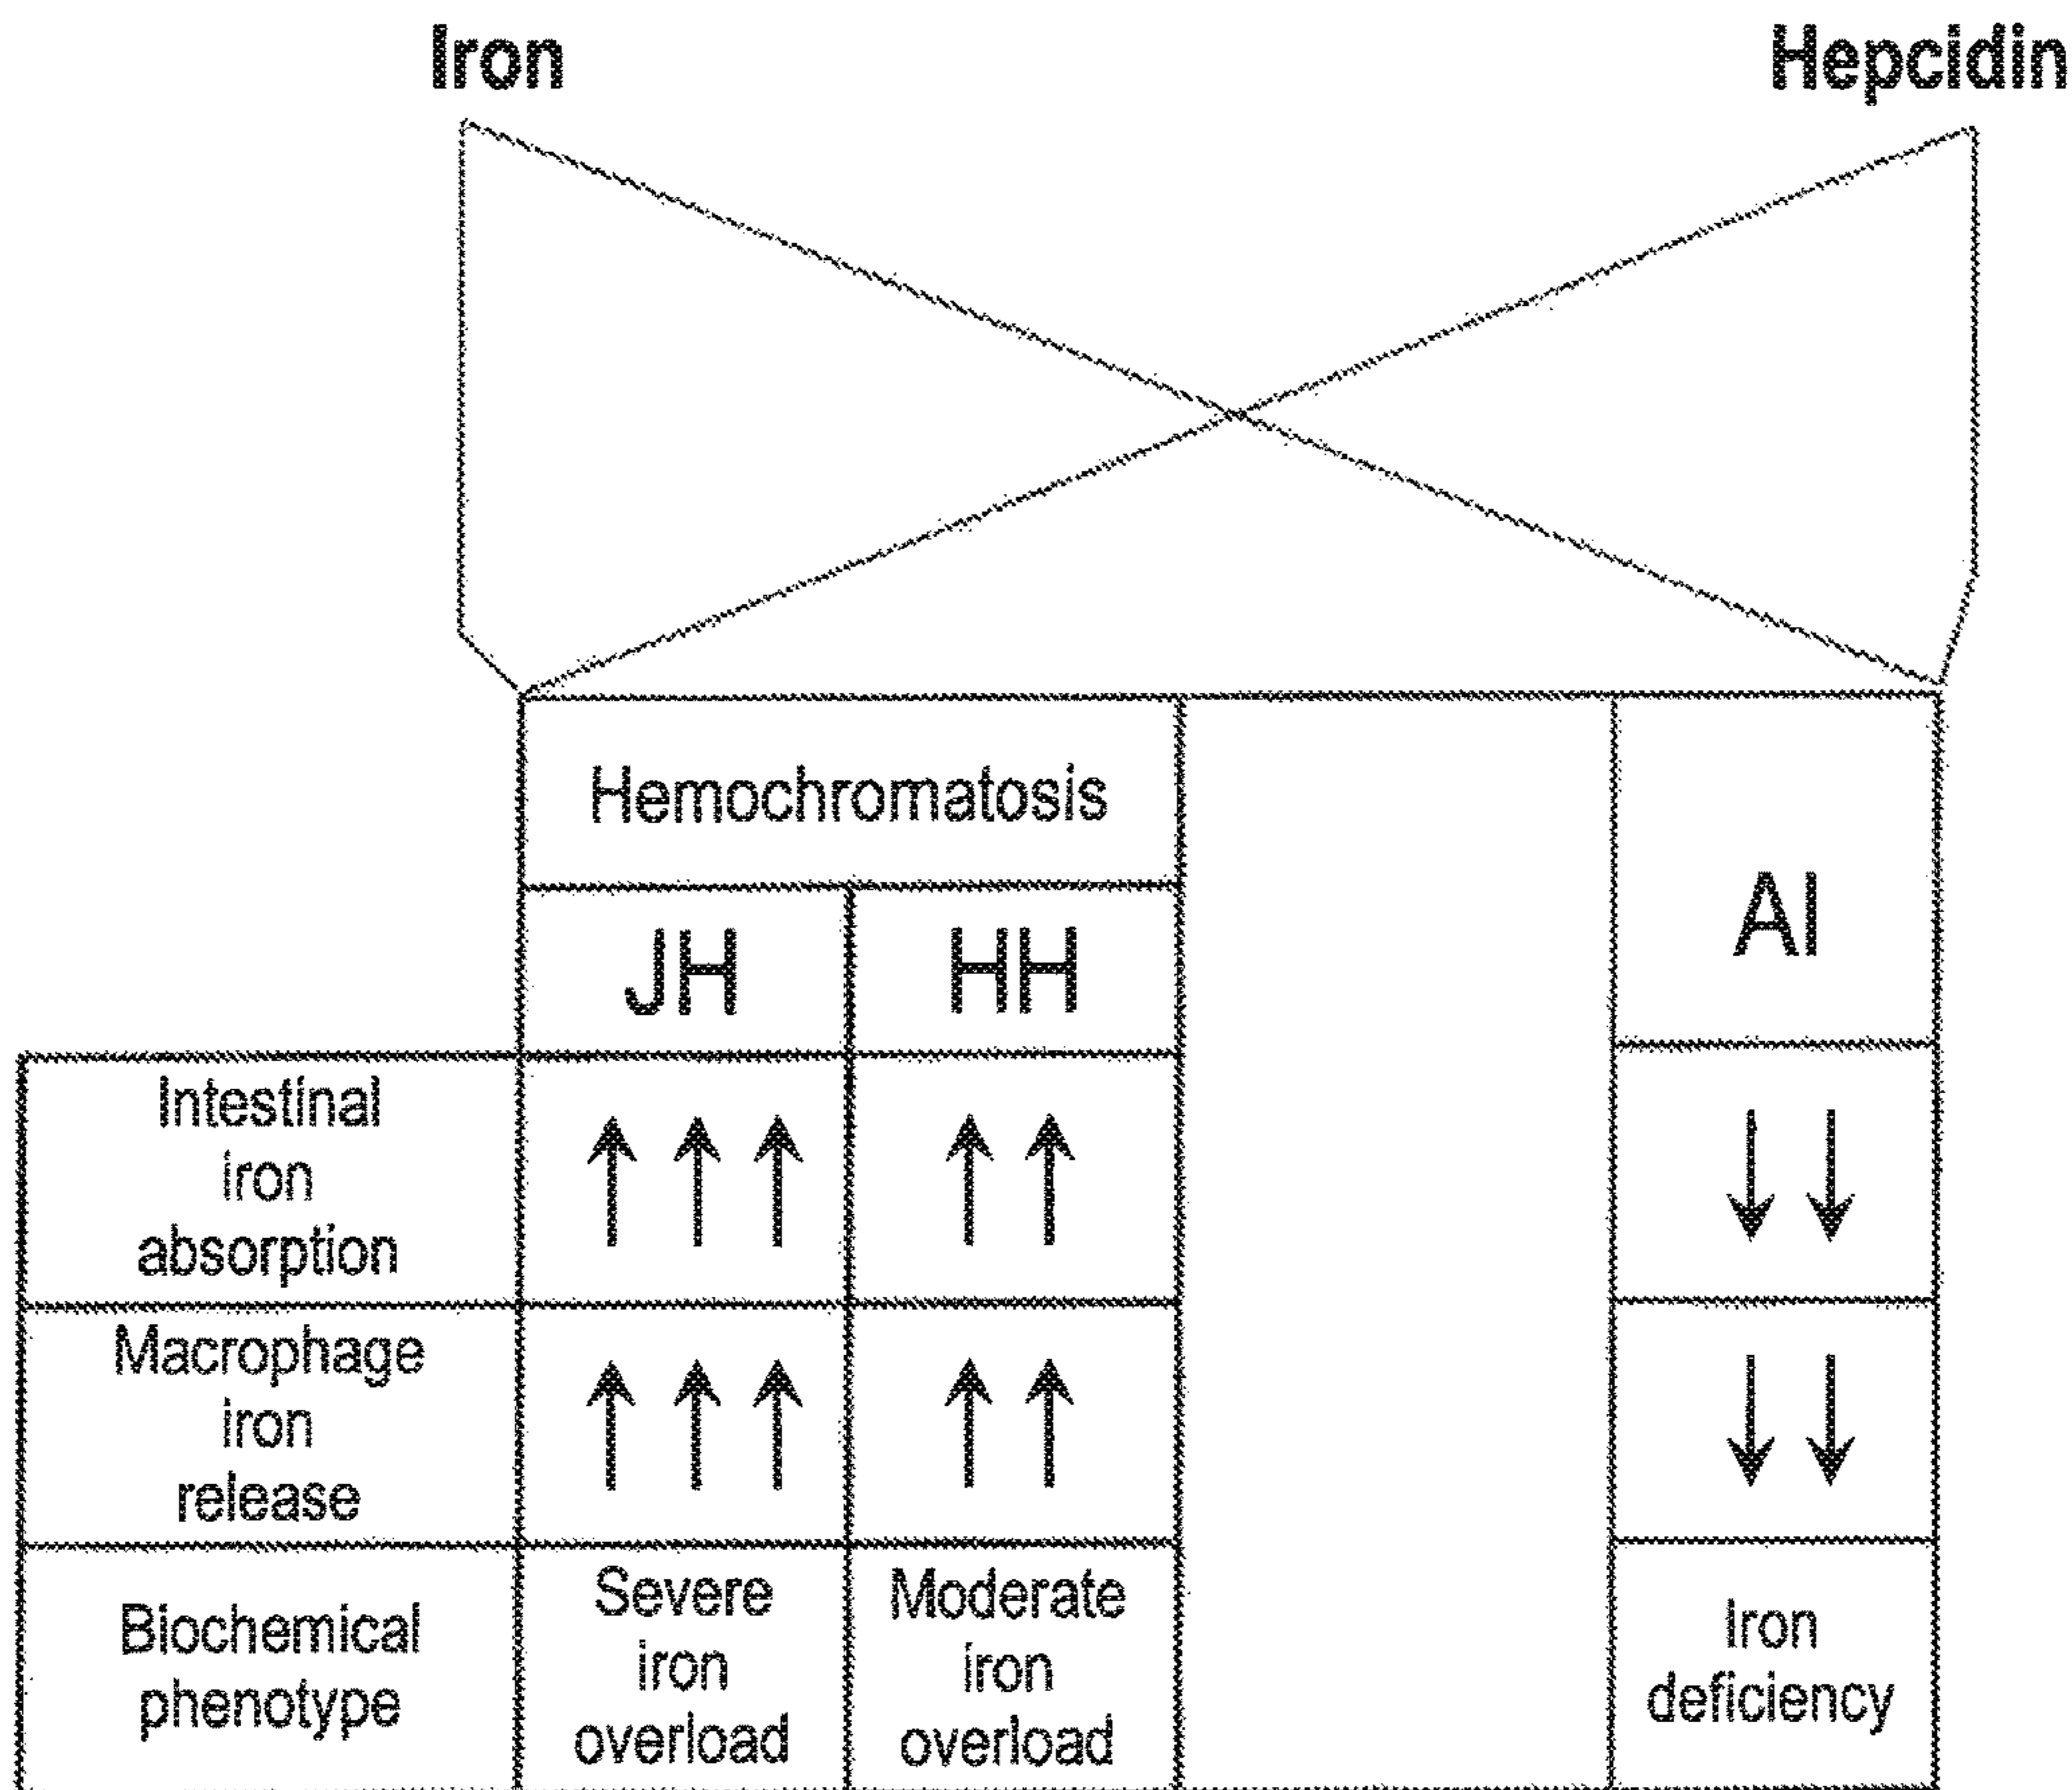 Iron
Hepcidin
Hemochromatosis
AI
JH
HH
Intestinal
iron
absorption
↑↑↑
↑↑
↓↓
Macrophage
iron
release
↑↑↑
↑↑
↓↓
Biochemical
phenotype
Severe
iron
overload
Moderate
iron
overload
Iron
deficiency